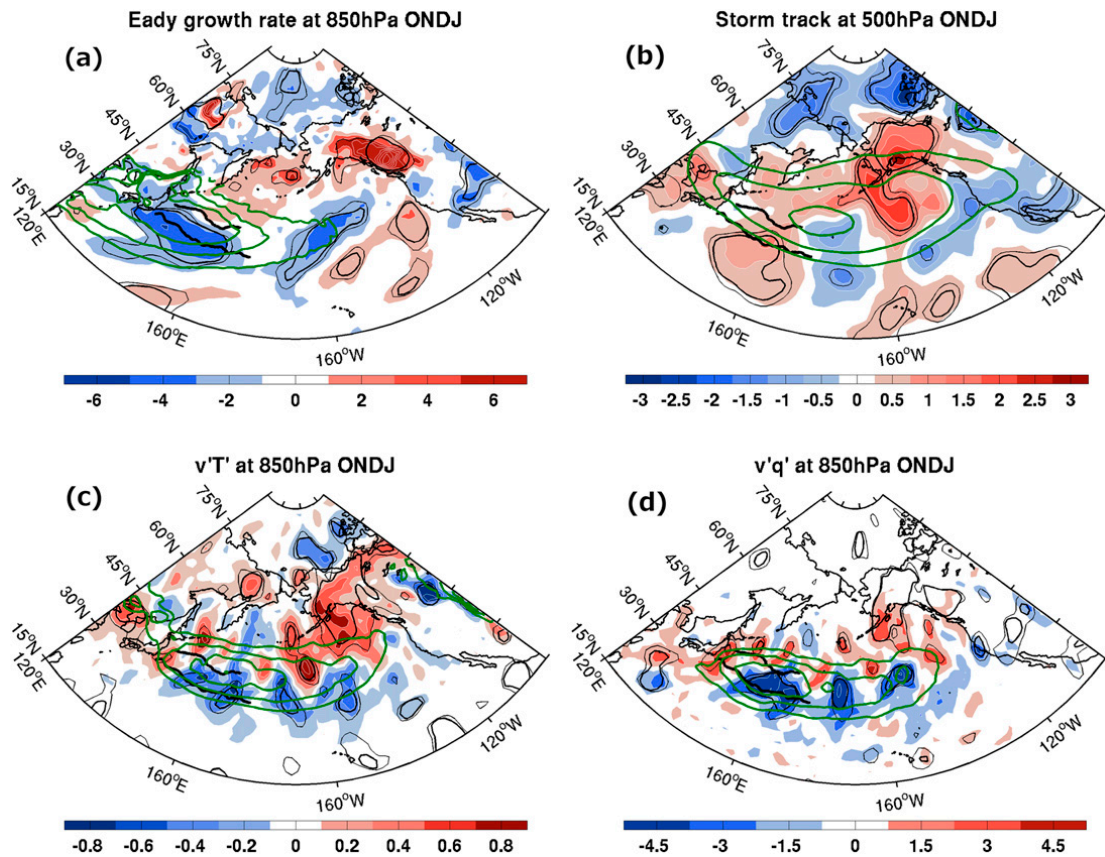 Eady growth rate at 850hPa ONDJ
(a)
75°N
60°N
45°N
30°N
15°N
120°E
160°E
160°W
120°W
-6 -4 -2 0 2 4 6
Storm track at 500hPa ONDJ
(b)
75°N
60°N
45°N
30°N
15°N
120°E
160°E
160°W
120°W
-3 -2.5 -2 -1.5 -1 -0.5 0 0.5 1 1.5 2 2.5 3
v'T' at 850hPa ONDJ
(c)
75°N
60°N
45°N
30°N
15°N
120°E
160°E
160°W
120°W
-0.8 -0.6 -0.4 -0.2 0 0.2 0.4 0.6 0.8
v'q' at 850hPa ONDJ
(d)
75°N
60°N
45°N
30°N
15°N
120°E
160°E
160°W
120°W
-4.5 -3 -1.5 0 1.5 3 4.5